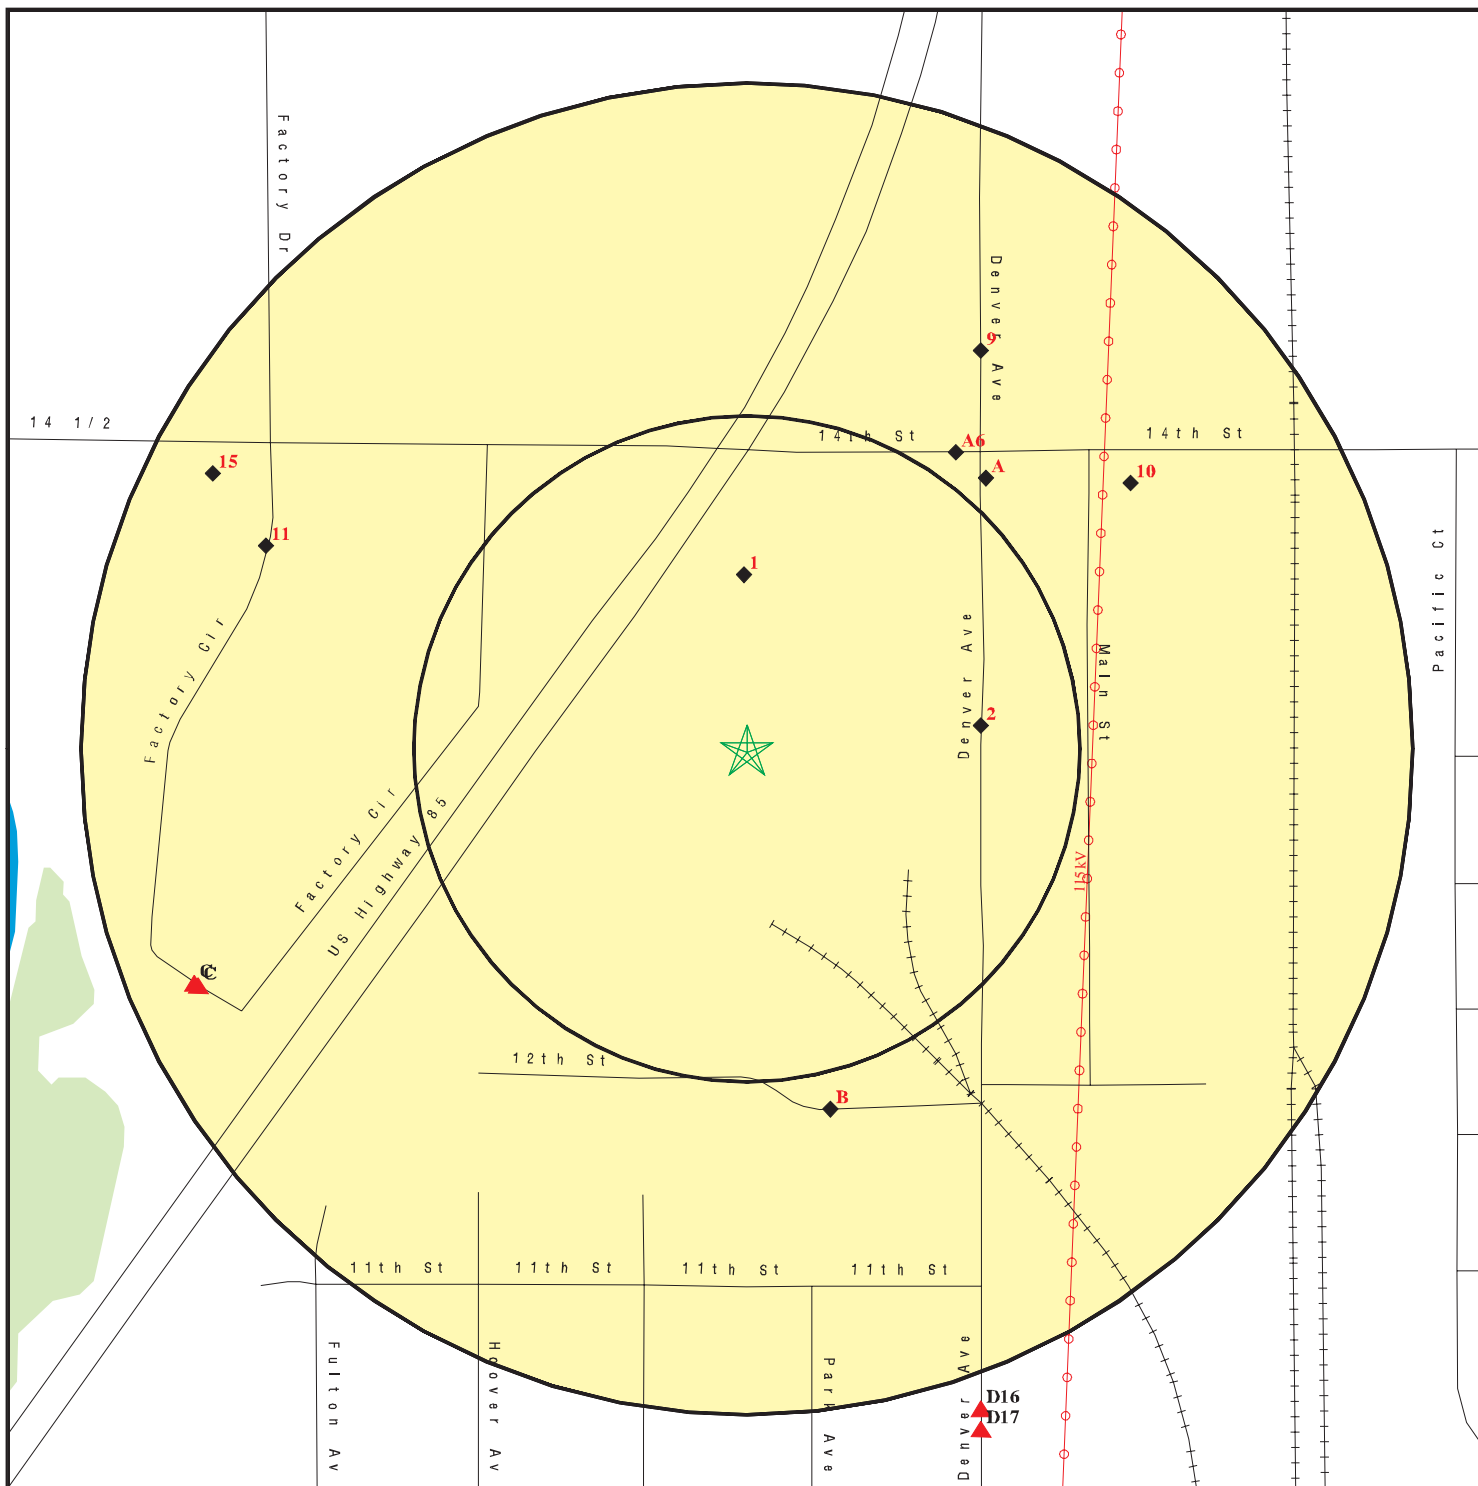 Factory Dr
Denver Ave
9
14 1/2
14th St
14th St
A6
A
15
10
11
1
Pacific Ct
Factory Cir
Denver Ave
Main St
2
Factory Cir
US Highway 85
115kV
C
C
12th St
B
11th St
11th St
11th St
11th St
Fulton Av
Hoover Av
Park Ave
Denver Ave
D16
D17